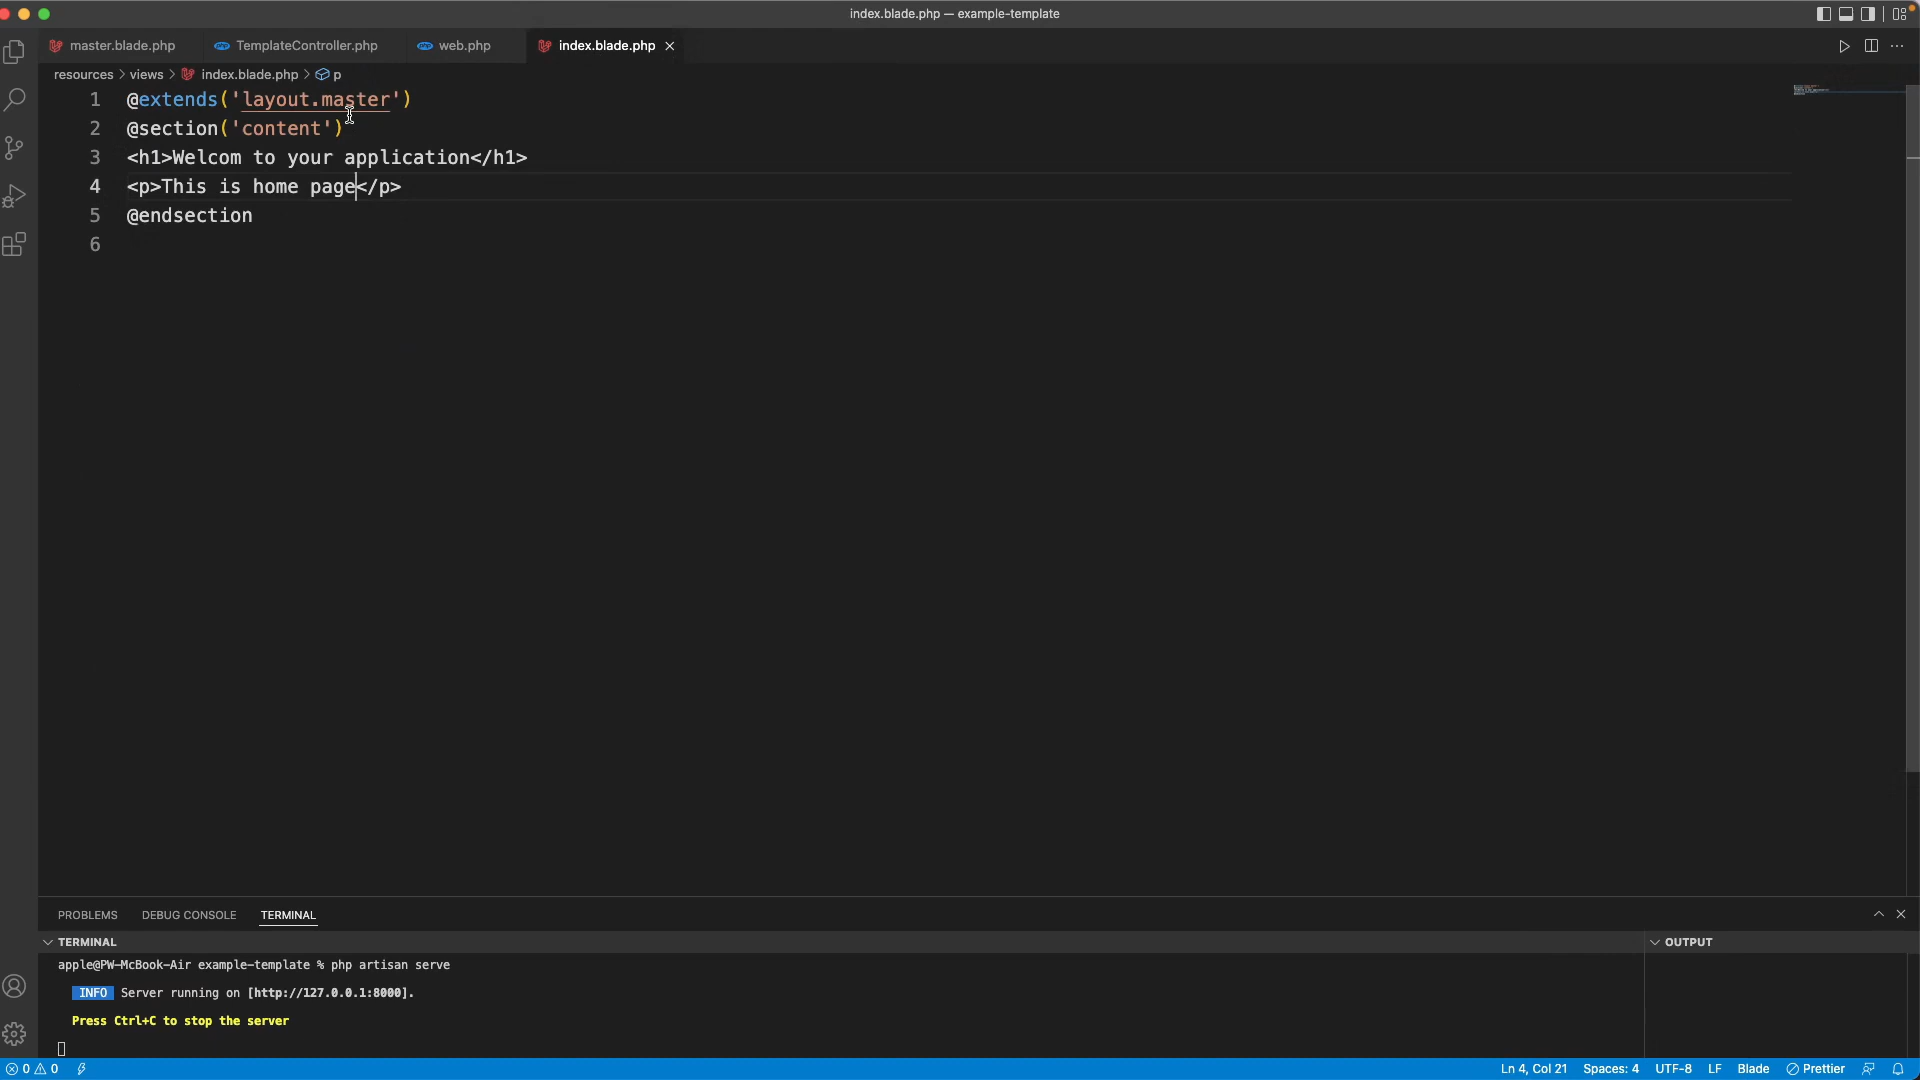 index.blade.php — example-template
master.blade.php TemplateController.php web.php index.blade.php
resources > views > index.blade.php > p
1 @extends('layout.master')
2 @section('content')
3 <h1>Welcom to your application</h1>
4 <p>This is home page</p>
5 @endsection
6
PROBLEMS DEBUG CONSOLE TERMINAL
TERMINAL OUTPUT
apple@PW-McBook-Air example-template % php artisan serve
INFO Server running on [http://127.0.0.1:8000].
Press Ctrl+C to stop the server
0 0 Ln 4, Col 21 Spaces: 4 UTF-8 LF Blade Prettier